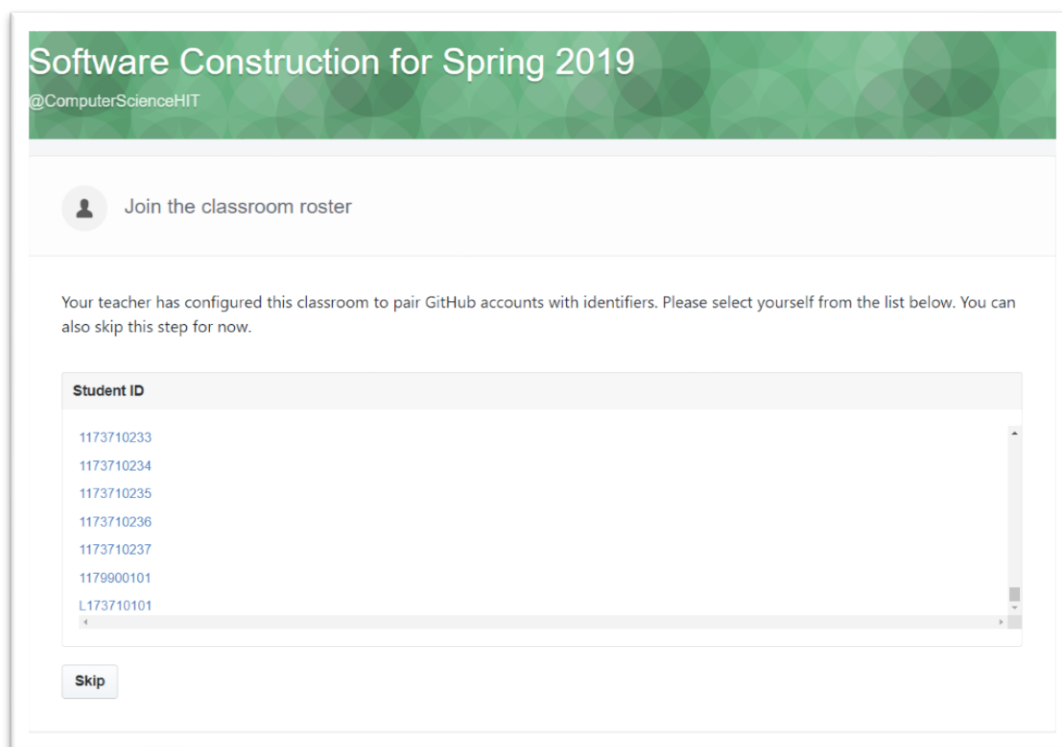 Software Construction for Spring 2019
@ComputerScienceHIT
Join the classroom roster
Your teacher has configured this classroom to pair GitHub accounts with identifiers. Please select yourself from the list below. You can
also skip this step for now.
Student ID
1173710233
1173710234
1173710235
1173710236
1173710237
1179900101
L173710101
Skip